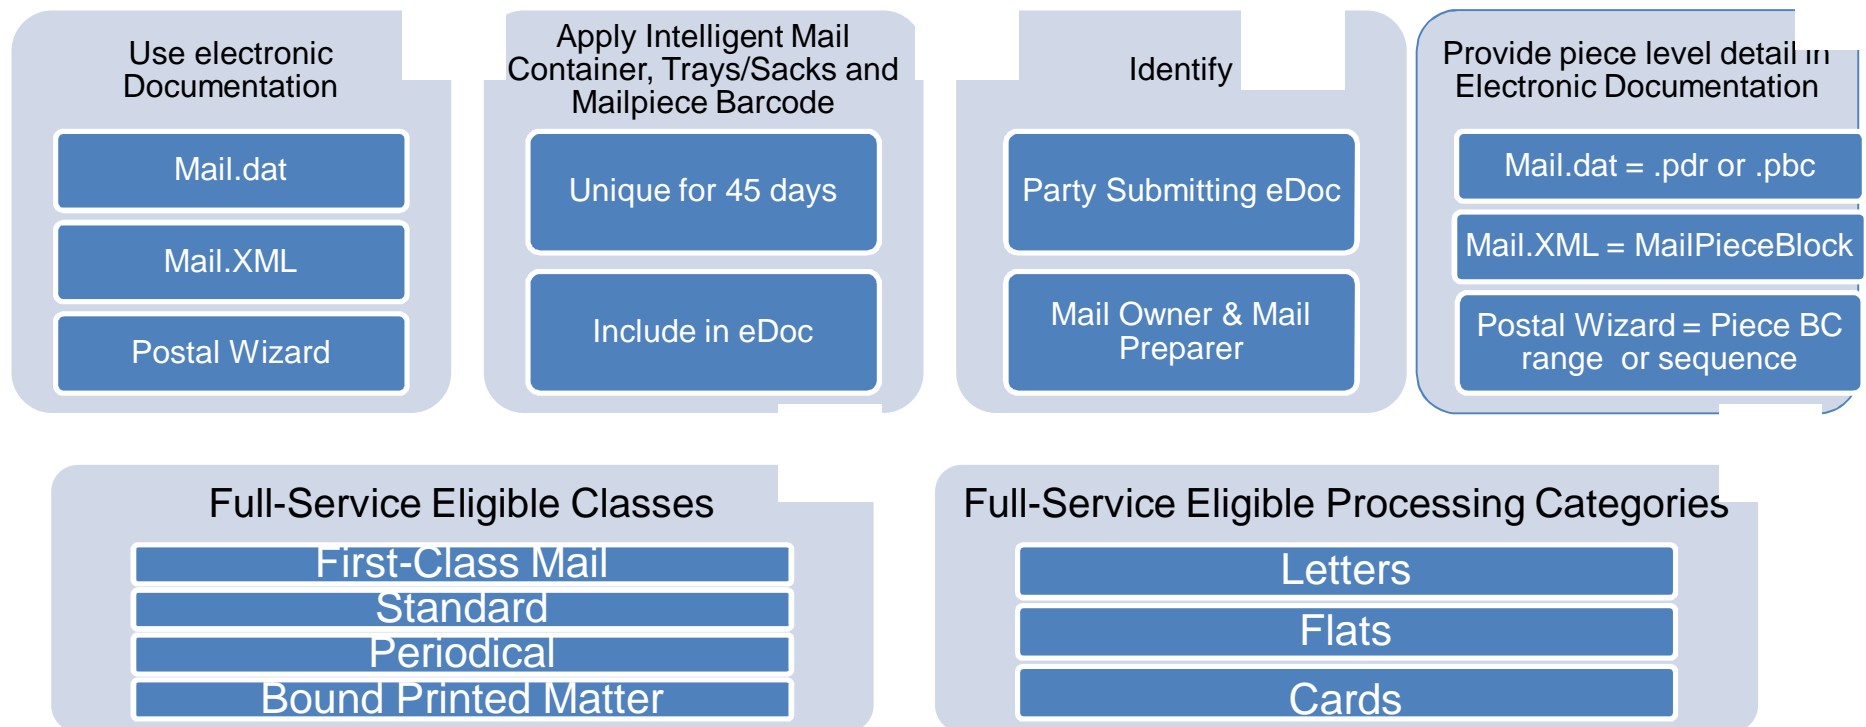 Use electronic
Documentation
Mail.dat
Mail.XML
Postal Wizard
Apply Intelligent Mail
Container, Trays/Sacks and
Mailpiece Barcode
Unique for 45 days
Include in eDoc
Identify
Party Submitting eDoc
Mail Owner & Mail
Preparer
Provide piece level detail in
Electronic Documentation
Mail.dat = .pdr or .pbc
Mail.XML = MailPieceBlock
Postal Wizard = Piece BC
range or sequence
Full-Service Eligible Classes
First-Class Mail
Standard
Periodical
Bound Printed Matter
Full-Service Eligible Processing Categories
Letters
Flats
Cards